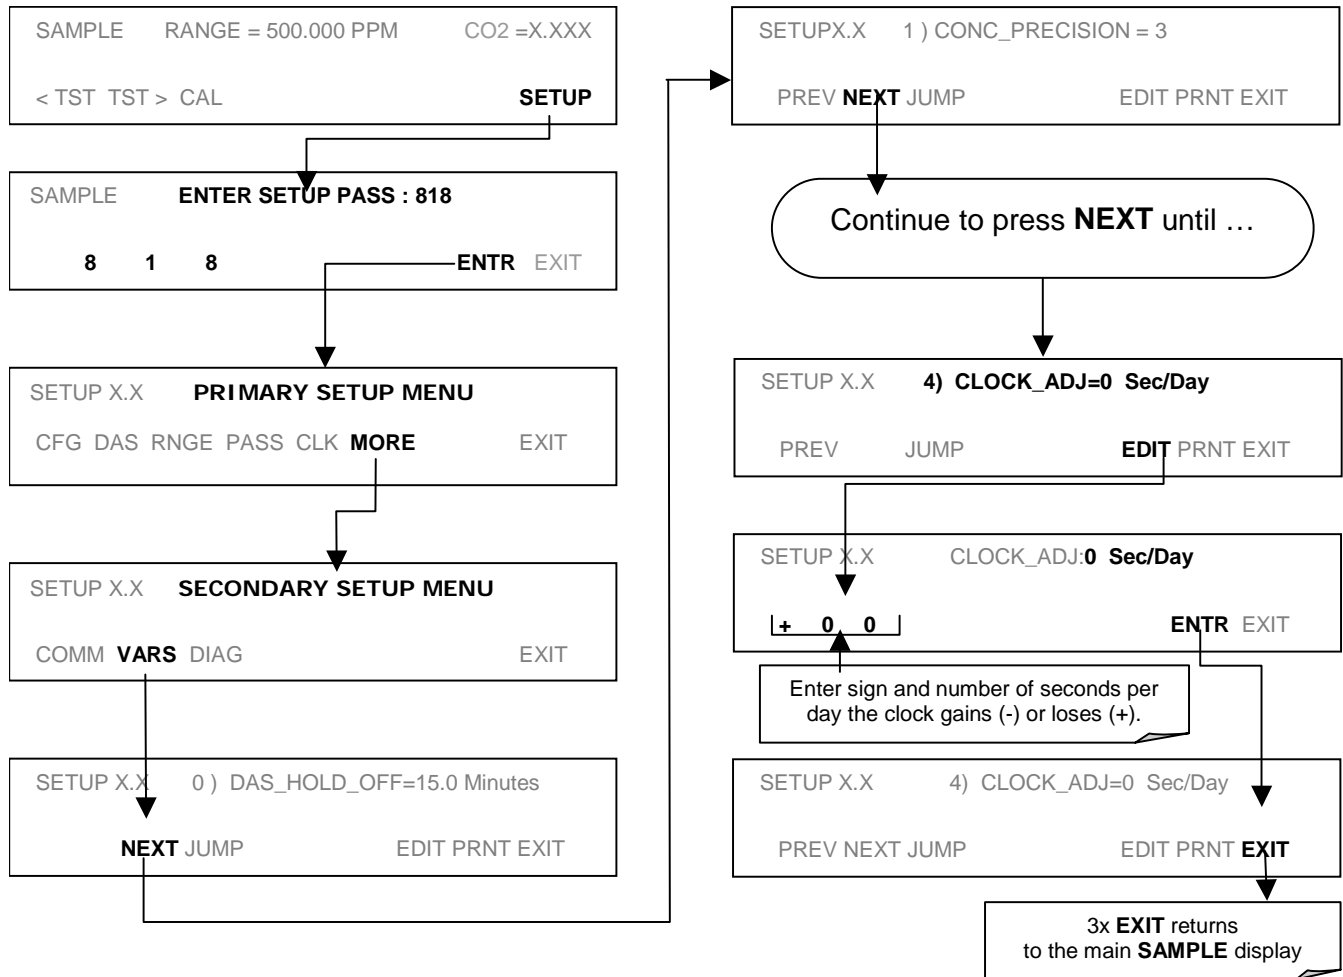 SAMPLE RANGE = 500.000 PPM CO2 =X.XXX
< TST TST > CAL SETUP
SAMPLE ENTER SETUP PASS : 818
8 1 8 ENTR EXIT
SETUP X.X PRIMARY SETUP MENU
CFG DAS RNGE PASS CLK MORE EXIT
SETUP X.X SECONDARY SETUP MENU
COMM VARS DIAG EXIT
SETUP X.X 0 ) DAS_HOLD_OFF=15.0 Minutes
NEXT JUMP EDIT PRNT EXIT
SETUPX.X 1 ) CONC_PRECISION = 3
PREV NEXT JUMP EDIT PRNT EXIT
Continue to press NEXT until …
SETUP X.X 4) CLOCK_ADJ=0 Sec/Day
PREV JUMP EDIT PRNT EXIT
SETUP X.X CLOCK_ADJ:0 Sec/Day
+ 0 0 ENTR EXIT
Enter sign and number of seconds per
day the clock gains (-) or loses (+).
SETUP X.X 4) CLOCK_ADJ=0 Sec/Day
PREV NEXT JUMP EDIT PRNT EXIT
3x EXIT returns
to the main SAMPLE display